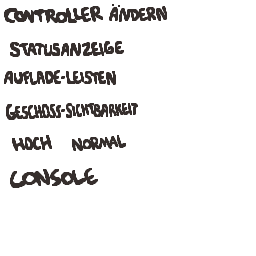 CONTROLLER ÄNDERN
STATUSANZEIGE
AUFLADE-LEISTEN
GESCHOSS-SICHTBARKEIT
HOCH NORMAL
CONSOLE